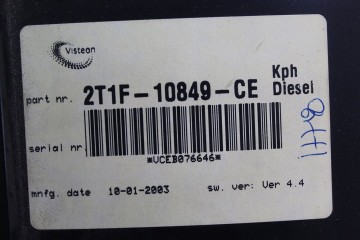 Visteon
part nr. 2T1F-10849-CE Kph
Diesel
serial nr.
*VCEB076646*
mnfg. date 10-01-2003 sw. ver: Ver 4.4